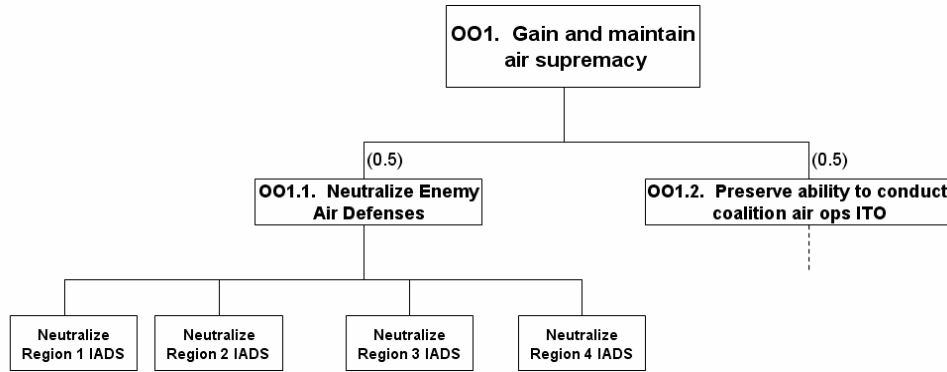 OO1. Gain and maintain
air supremacy
(0.5)
(0.5)
OO1.1. Neutralize Enemy
Air Defenses
OO1.2. Preserve ability to conduct
coalition air ops ITO
Neutralize
Region 1 IADS
Neutralize
Region 2 IADS
Neutralize
Region 3 IADS
Neutralize
Region 4 IADS